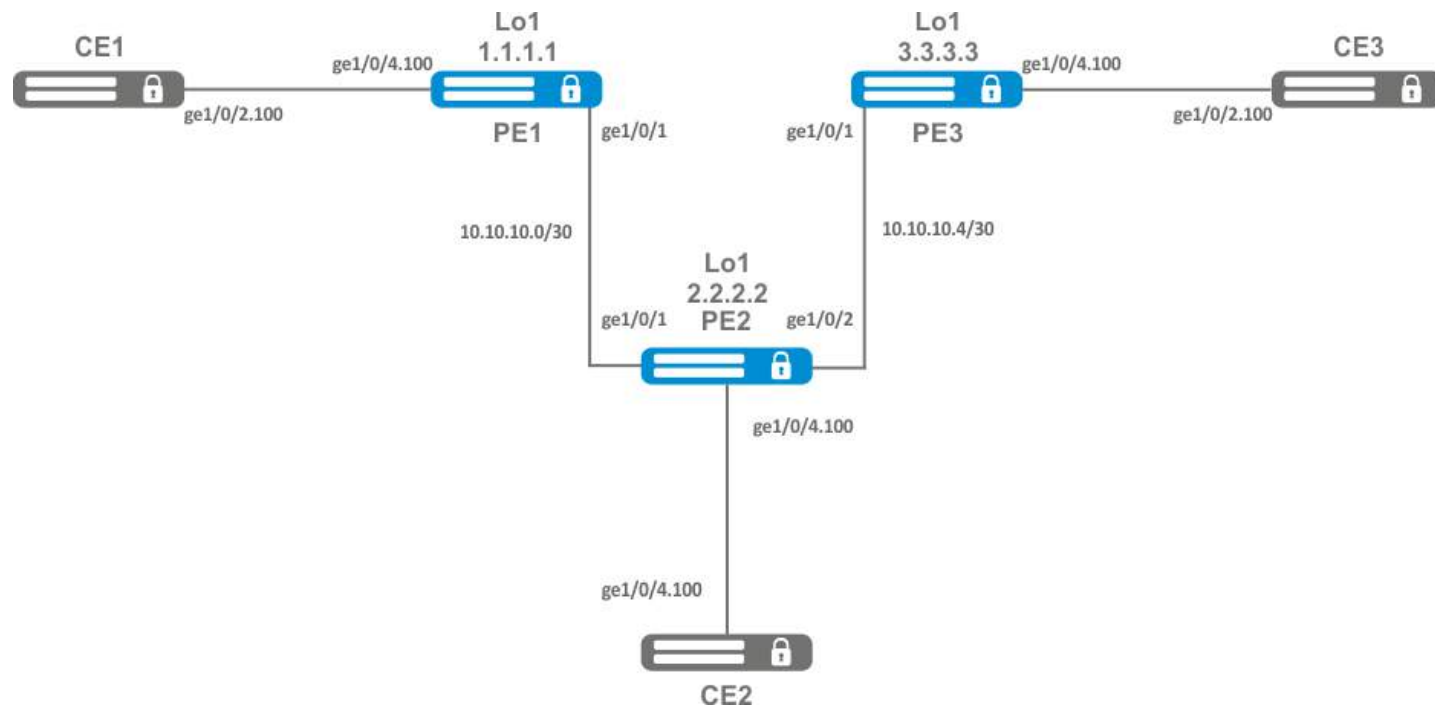 Lo1
1.1.1.1
Lo1
3.3.3.3
CE1
CE3
ge1/0/4.100
ge1/0/4.100
ge1/0/2.100
ge1/0/2.100
PE1
PE3
ge1/0/1
ge1/0/1
10.10.10.0/30
10.10.10.4/30
Lo1
2.2.2.2
PE2
ge1/0/1
ge1/0/2
ge1/0/4.100
ge1/0/4.100
CE2